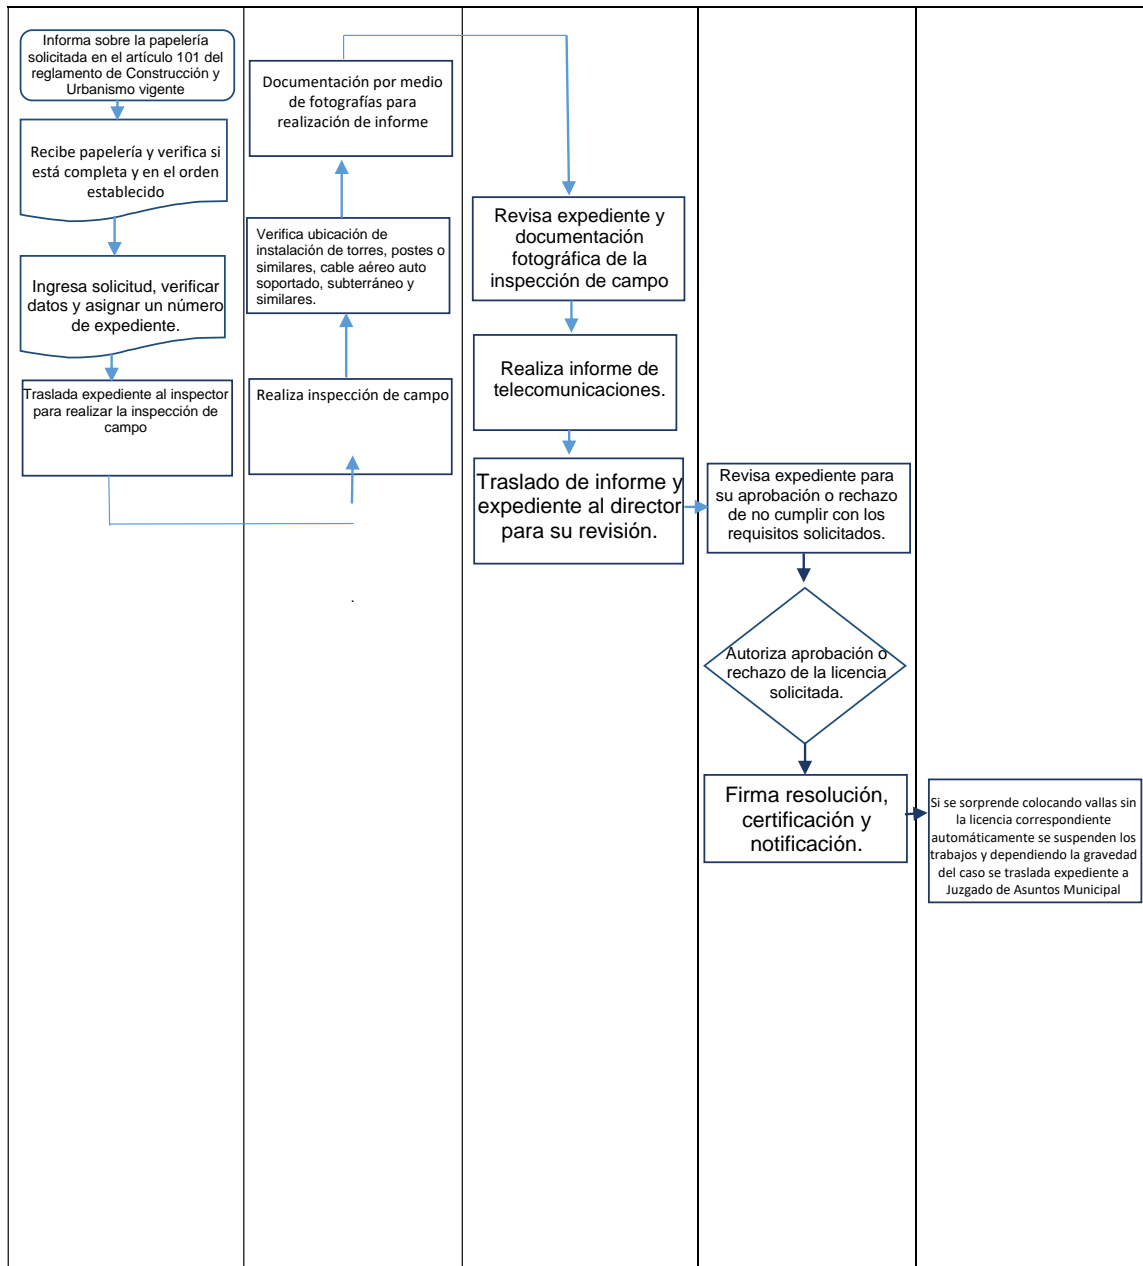 Informa sobre la papelería
solicitada en el artículo 101 del
reglamento de Construcción y
Urbanismo vigente
Recibe papelería y verifica si
está completa y en el orden
establecido
Ingresa solicitud, verificar
datos y asignar un número
de expediente.
Traslada expediente al inspector
para realizar la inspección de
campo
Documentación por medio
de fotografías para
realización de informe
Verifica ubicación de
instalación de torres, postes o
similares, cable aéreo auto
soportado, subterráneo y
similares.
Realiza inspección de campo
.
Revisa expediente y
documentación
fotográfica de la
inspección de campo
Realiza informe de
telecomunicaciones.
Traslado de informe y
expediente al director
para su revisión.
Revisa expediente para
su aprobación o rechazo
de no cumplir con los
requisitos solicitados.
Autoriza aprobación o
rechazo de la licencia
solicitada.
Firma resolución,
certificación y
notificación.
Si se sorprende colocando vallas sin
la licencia correspondiente
automáticamente se suspenden los
trabajos y dependiendo la gravedad
del caso se traslada expediente a
Juzgado de Asuntos Municipal